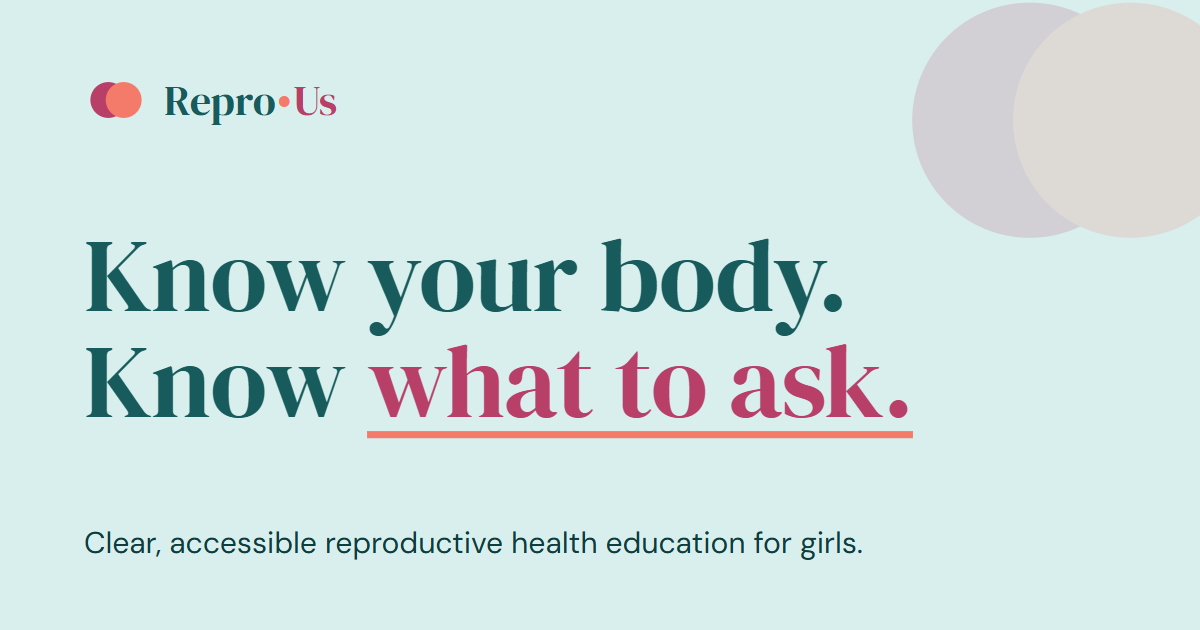 Repro•Us
Know your body.
Know what to ask.
Clear, accessible reproductive health education for girls.